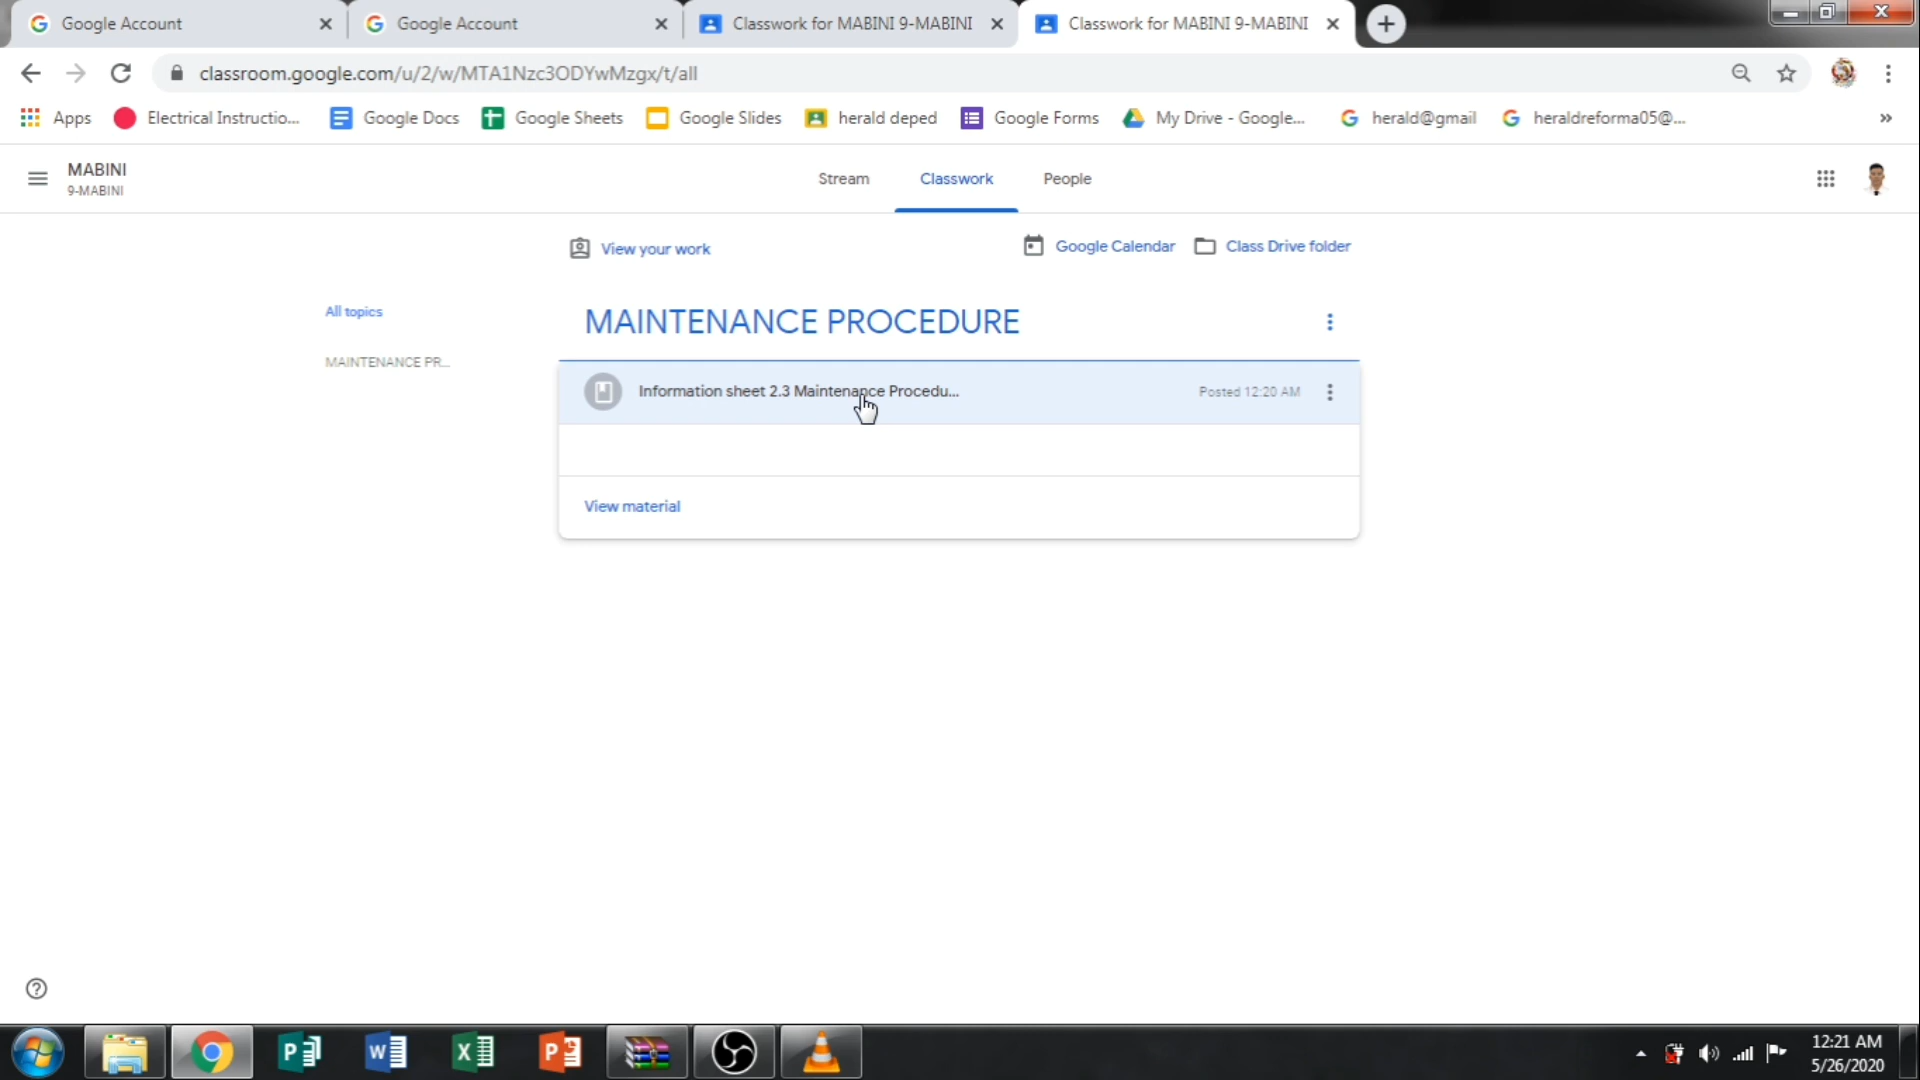 Google Account
Google Account
Classwork for MABINI 9-MABINI
Classwork for MABINI 9-MABINI
classroom.google.com/u/2/w/MTA1Nzc3ODYwMzgx/t/all
Apps
Electrical Instructio...
Google Docs
Google Sheets
Google Slides
herald deped
Google Forms
My Drive - Google...
herald@gmail
heraldreforma05@...
»
MABINI
9-MABINI
Stream
Classwork
People
View your work
Google Calendar
Class Drive folder
All topics
MAINTENANCE PR...
MAINTENANCE PROCEDURE
Information sheet 2.3 Maintenance Procedu...
Posted 12:20 AM
View material
12:21 AM
5/26/2020